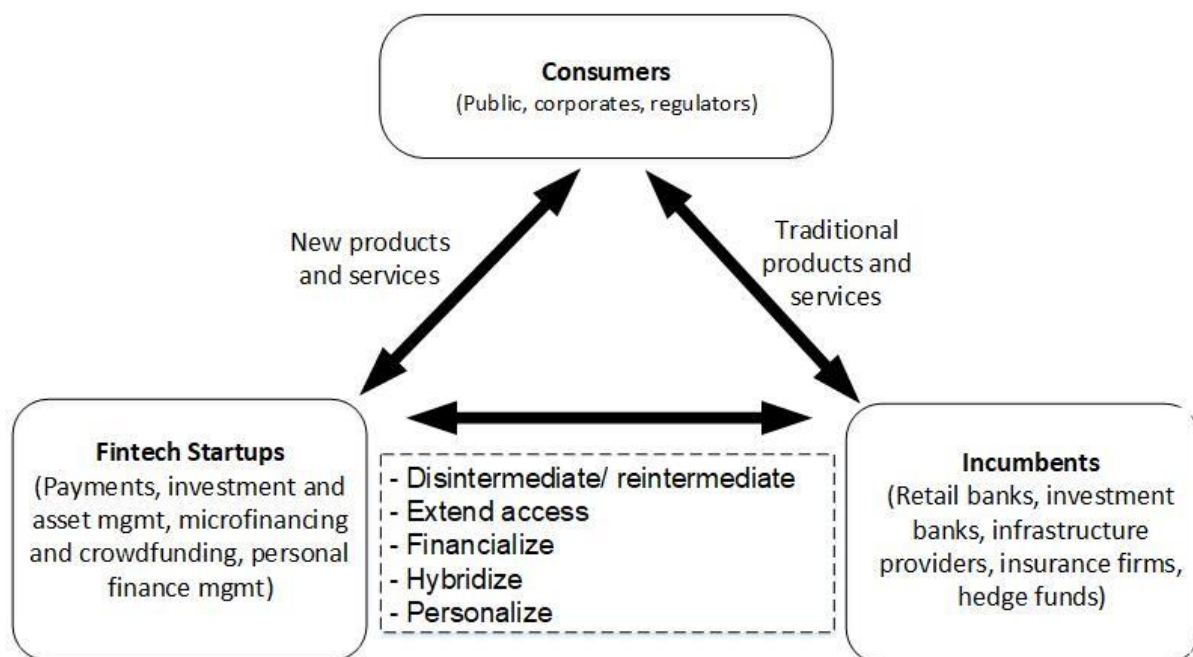 Consumers
(Public, corporates, regulators)
New products
and services
Traditional
products and
services
Fintech Startups
(Payments, investment and
asset mgmt, microfinancing
and crowdfunding, personal
finance mgmt)
- Disintermediate/ reintermediate
- Extend access
- Financialize
- Hybridize
- Personalize
Incumbents
(Retail banks, investment
banks, infrastructure
providers, insurance firms,
hedge funds)